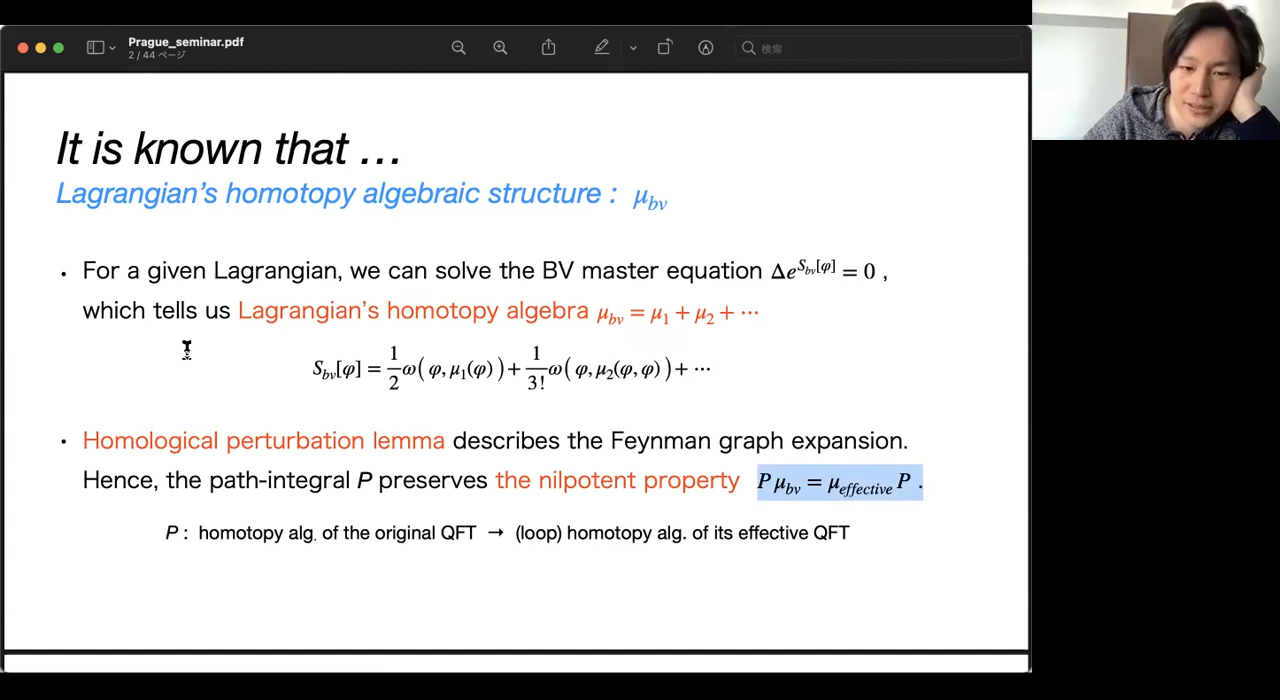 Prague_seminar.pdf
2 / 44 ページ
検索
It is known that …
Lagrangian's homotopy algebraic structure : μ_bv
• For a given Lagrangian, we can solve the BV master equation Δe^{S_bv[φ]} = 0 ,
which tells us Lagrangian's homotopy algebra μ_bv = μ_1 + μ_2 + ⋯
S_bv[φ] = 1/2 ω( φ, μ_1(φ) ) + 1/3! ω( φ, μ_2(φ, φ) ) + ⋯
• Homological perturbation lemma describes the Feynman graph expansion.
Hence, the path-integral P preserves the nilpotent property P μ_bv = μ_effective P .
P : homotopy alg. of the original QFT → (loop) homotopy alg. of its effective QFT